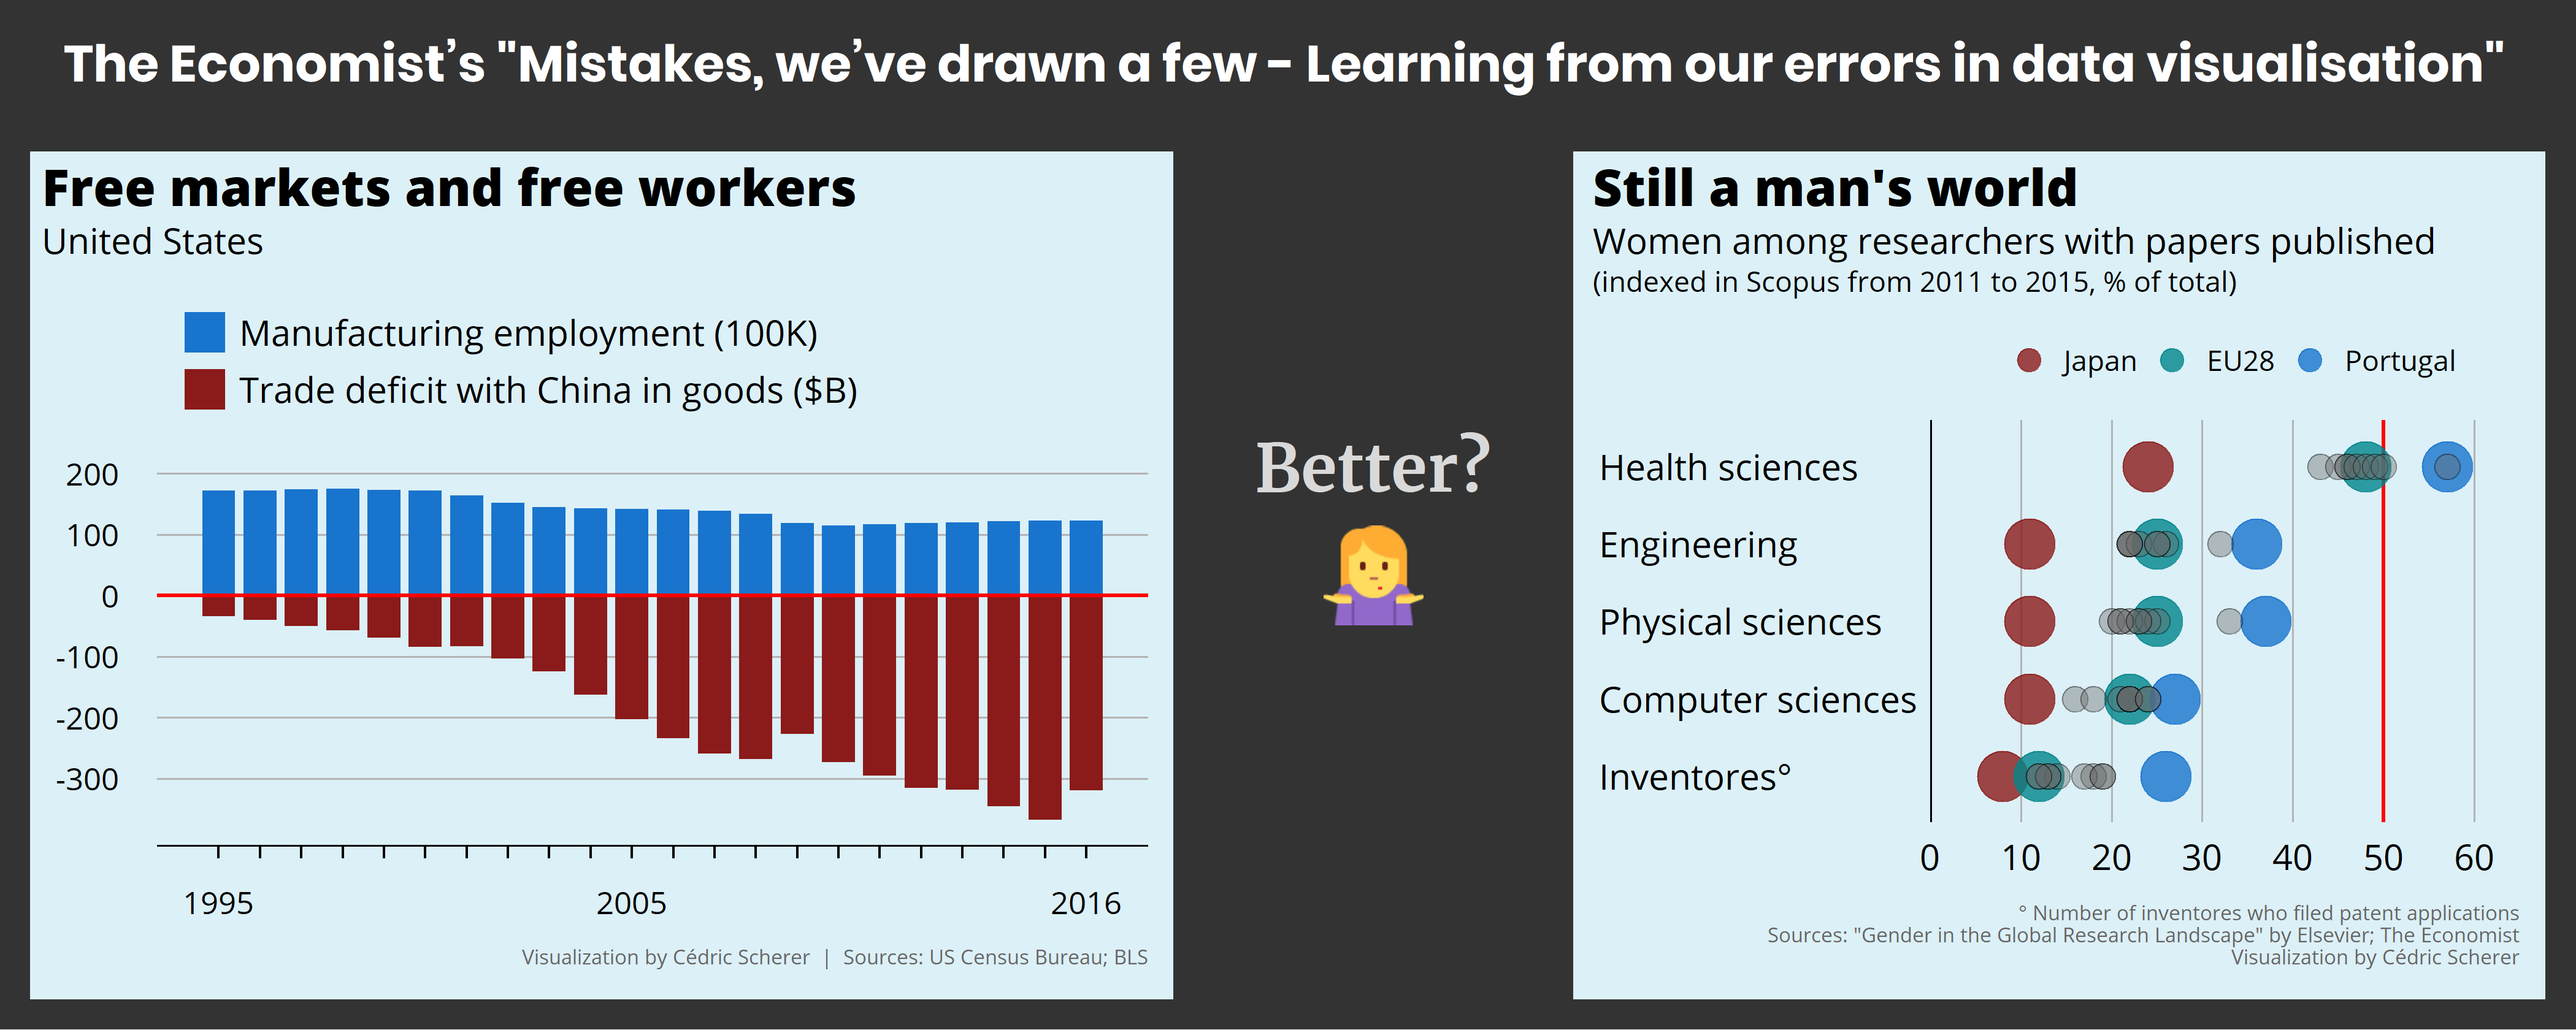 The Economist’s "Mistakes, we’ve drawn a few - Learning from our errors in data visualisation"
Free markets and free workers
United States
Manufacturing employment (100K)
Trade deficit with China in goods ($B)
200
100
0
-100
-200
-300
1995 2005 2016
Visualization by Cédric Scherer | Sources: US Census Bureau; BLS
Better?
Still a man's world
Women among researchers with papers published
(indexed in Scopus from 2011 to 2015, % of total)
Japan EU28 Portugal
Health sciences
Engineering
Physical sciences
Computer sciences
Inventores°
0 10 20 30 40 50 60
° Number of inventores who filed patent applications
Sources: "Gender in the Global Research Landscape" by Elsevier; The Economist
Visualization by Cédric Scherer